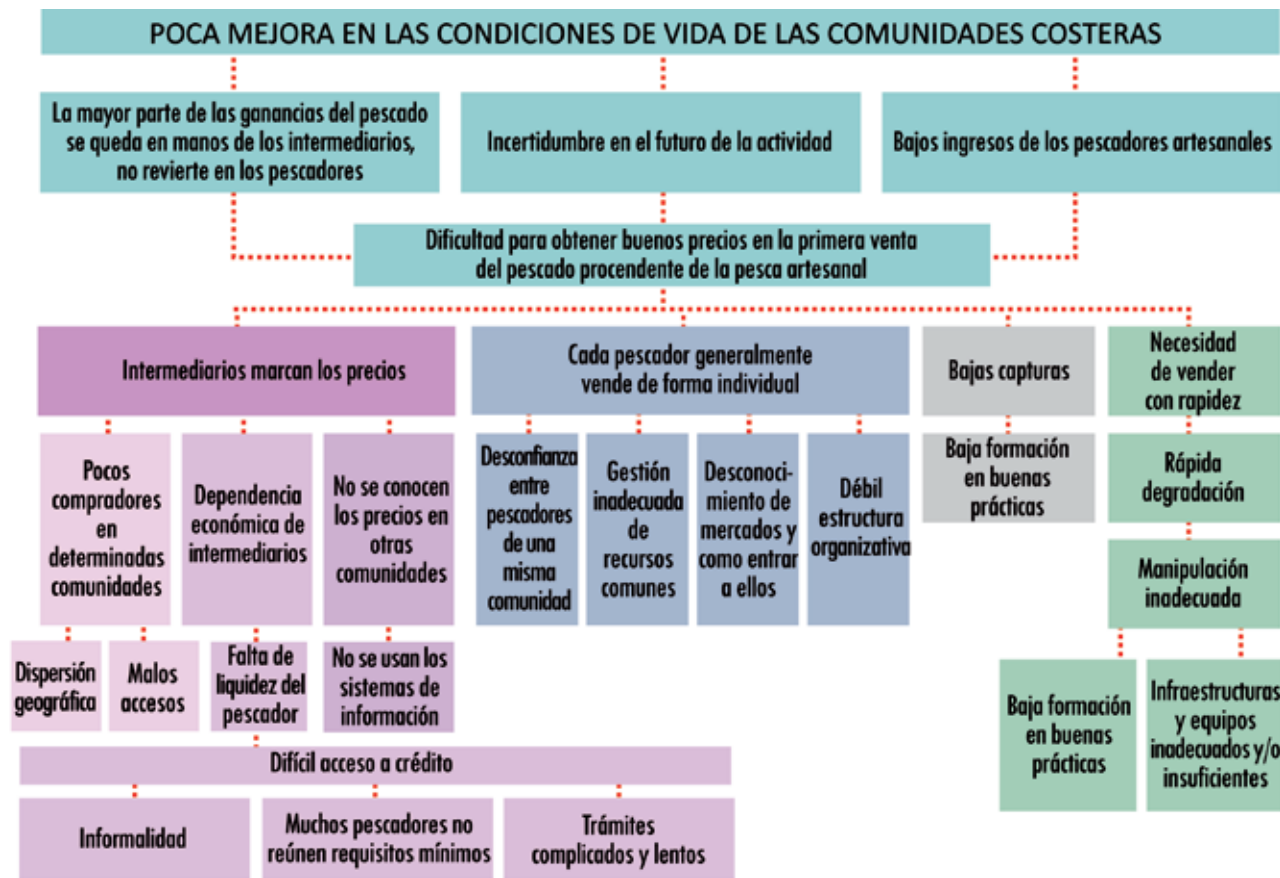 POCA MEJORA EN LAS CONDICIONES DE VIDA DE LAS COMUNIDADES COSTERAS
La mayor parte de las ganancias del pescado
se queda en manos de los intermediarios,
no revierte en los pescadores
Incertidumbre en el futuro de la actividad
Bajos ingresos de los pescadores artesanales
Dificultad para obtener buenos precios en la primera venta
del pescado procendente de la pesca artesanal
Intermediarios marcan los precios
Cada pescador generalmente
vende de forma individual
Bajas capturas
Necesidad
de vender
con rapidez
Pocos
compradores
en
determinadas
comunidades
Dependencia
económica de
intermediarios
No se conocen
los precios en
otras
comunidades
Desconfianza
entre
pescadores
de una
misma
comunidad
Gestión
inadecuada
de
recursos
comunes
Desconoci-
miento de
mercados y
como entrar
a ellos
Débil
estructura
organizativa
Baja formación
en buenas
prácticas
Rápida
degradación
Manipulación
inadecuada
Dispersión
geográfica
Malos
accesos
Falta de
liquidez del
pescador
No se usan los
sistemas de
información
Baja formación
en buenas
prácticas
Infraestructuras
y equipos
inadecuados y/o
insuficientes
Difícil acceso a crédito
Informalidad
Muchos pescadores no
reúnen requisitos mínimos
Trámites
complicados y lentos